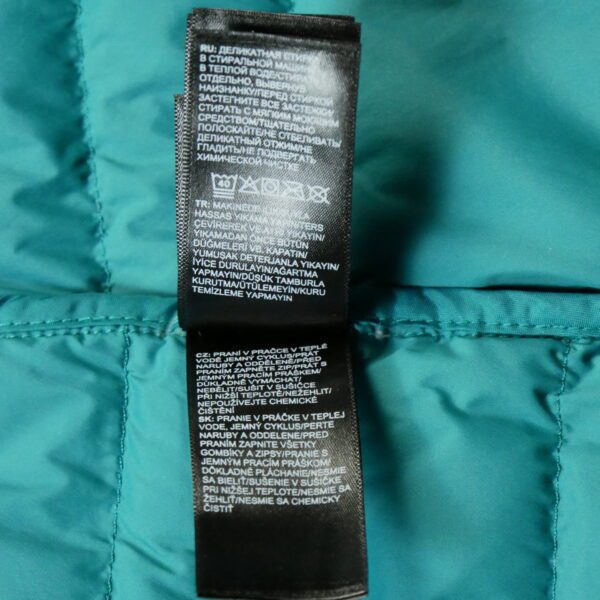 RU: ДЕЛИКАТНАЯ СТИРКА
В СТИРАЛЬНОЙ МАШИНЕ
В ТЕПЛОЙ ВОДЕ/СТИРАТЬ
ОТДЕЛЬНО, ВЫВЕРНУВ
НАИЗНАНКУ/ПЕРЕД СТИРКОЙ
ЗАСТЕГНИТЕ ВСЕ ЗАСТЕЖКИ/
СТИРАТЬ С МЯГКИМ МОЮЩИМ
СРЕДСТВОМ/ТЩАТЕЛЬНО
ПОЛОСКАЙТЕ/НЕ ОТБЕЛИВАТЬ/
ДЕЛИКАТНЫЙ ОТЖИМ/НЕ
ГЛАДИТЬ/НЕ ПОДВЕРГАТЬ
ХИМИЧЕСКОЙ ЧИСТКЕ
40
TR: MAKİNEDE
HASSAS YIKAMA
ÇEVİREREK VE AYRI YIKAYIN/
YIKAMADAN ÖNCE BÜTÜN
DÜĞMELERİ VB. KAPATIN/
YUMUŞAK DETERJANLA YIKAYIN/
İYİCE DURULAYIN/AĞARTMA
YAPMAYIN/DÜŞÜK TAMBURLA
KURUTMA/ÜTÜLEMEYİN/KURU
TEMİZLEME YAPMAYIN
CZ: PRANÍ V PRAČCE V TEPLÉ
VODĚ JEMNÝ CYKLUS/PRÁT
NARUBY A ODDĚLENĚ/PŘED
PRANÍM ZAPNĚTE ZIP/PRÁT S
JEMNÝM PRACÍM PRÁŠKEM/
DŮKLADNĚ VYMÁCHAT/
NEBĚLIT/SUŠIT V SUŠIČCE
PŘI NIŽŠÍ TEPLOTĚ/NEŽEHLIT/
NEPOUŽÍVEJTE CHEMICKÉ
ČIŠTĚNÍ
SK: PRANIE V PRÁČKE V TEPLEJ
VODE, JEMNÝ CYKLUS/PERTE
NARUBY A ODDELENE/PRED
PRANÍM ZAPNITE VŠETKY
GOMBÍKY A ZIPSY/PRANIE S
JEMNÝM PRACÍM PRÁŠKOM/
DÔKLADNÉ PLÁCHANIE/NESMIE
SA BIELIŤ/SUŠENIE V SUŠIČKE
PRI NIŽŠEJ TEPLOTE/NESMIE SA
ŽEHLIŤ/NESMIE SA CHEMICKY
ČISTIŤ